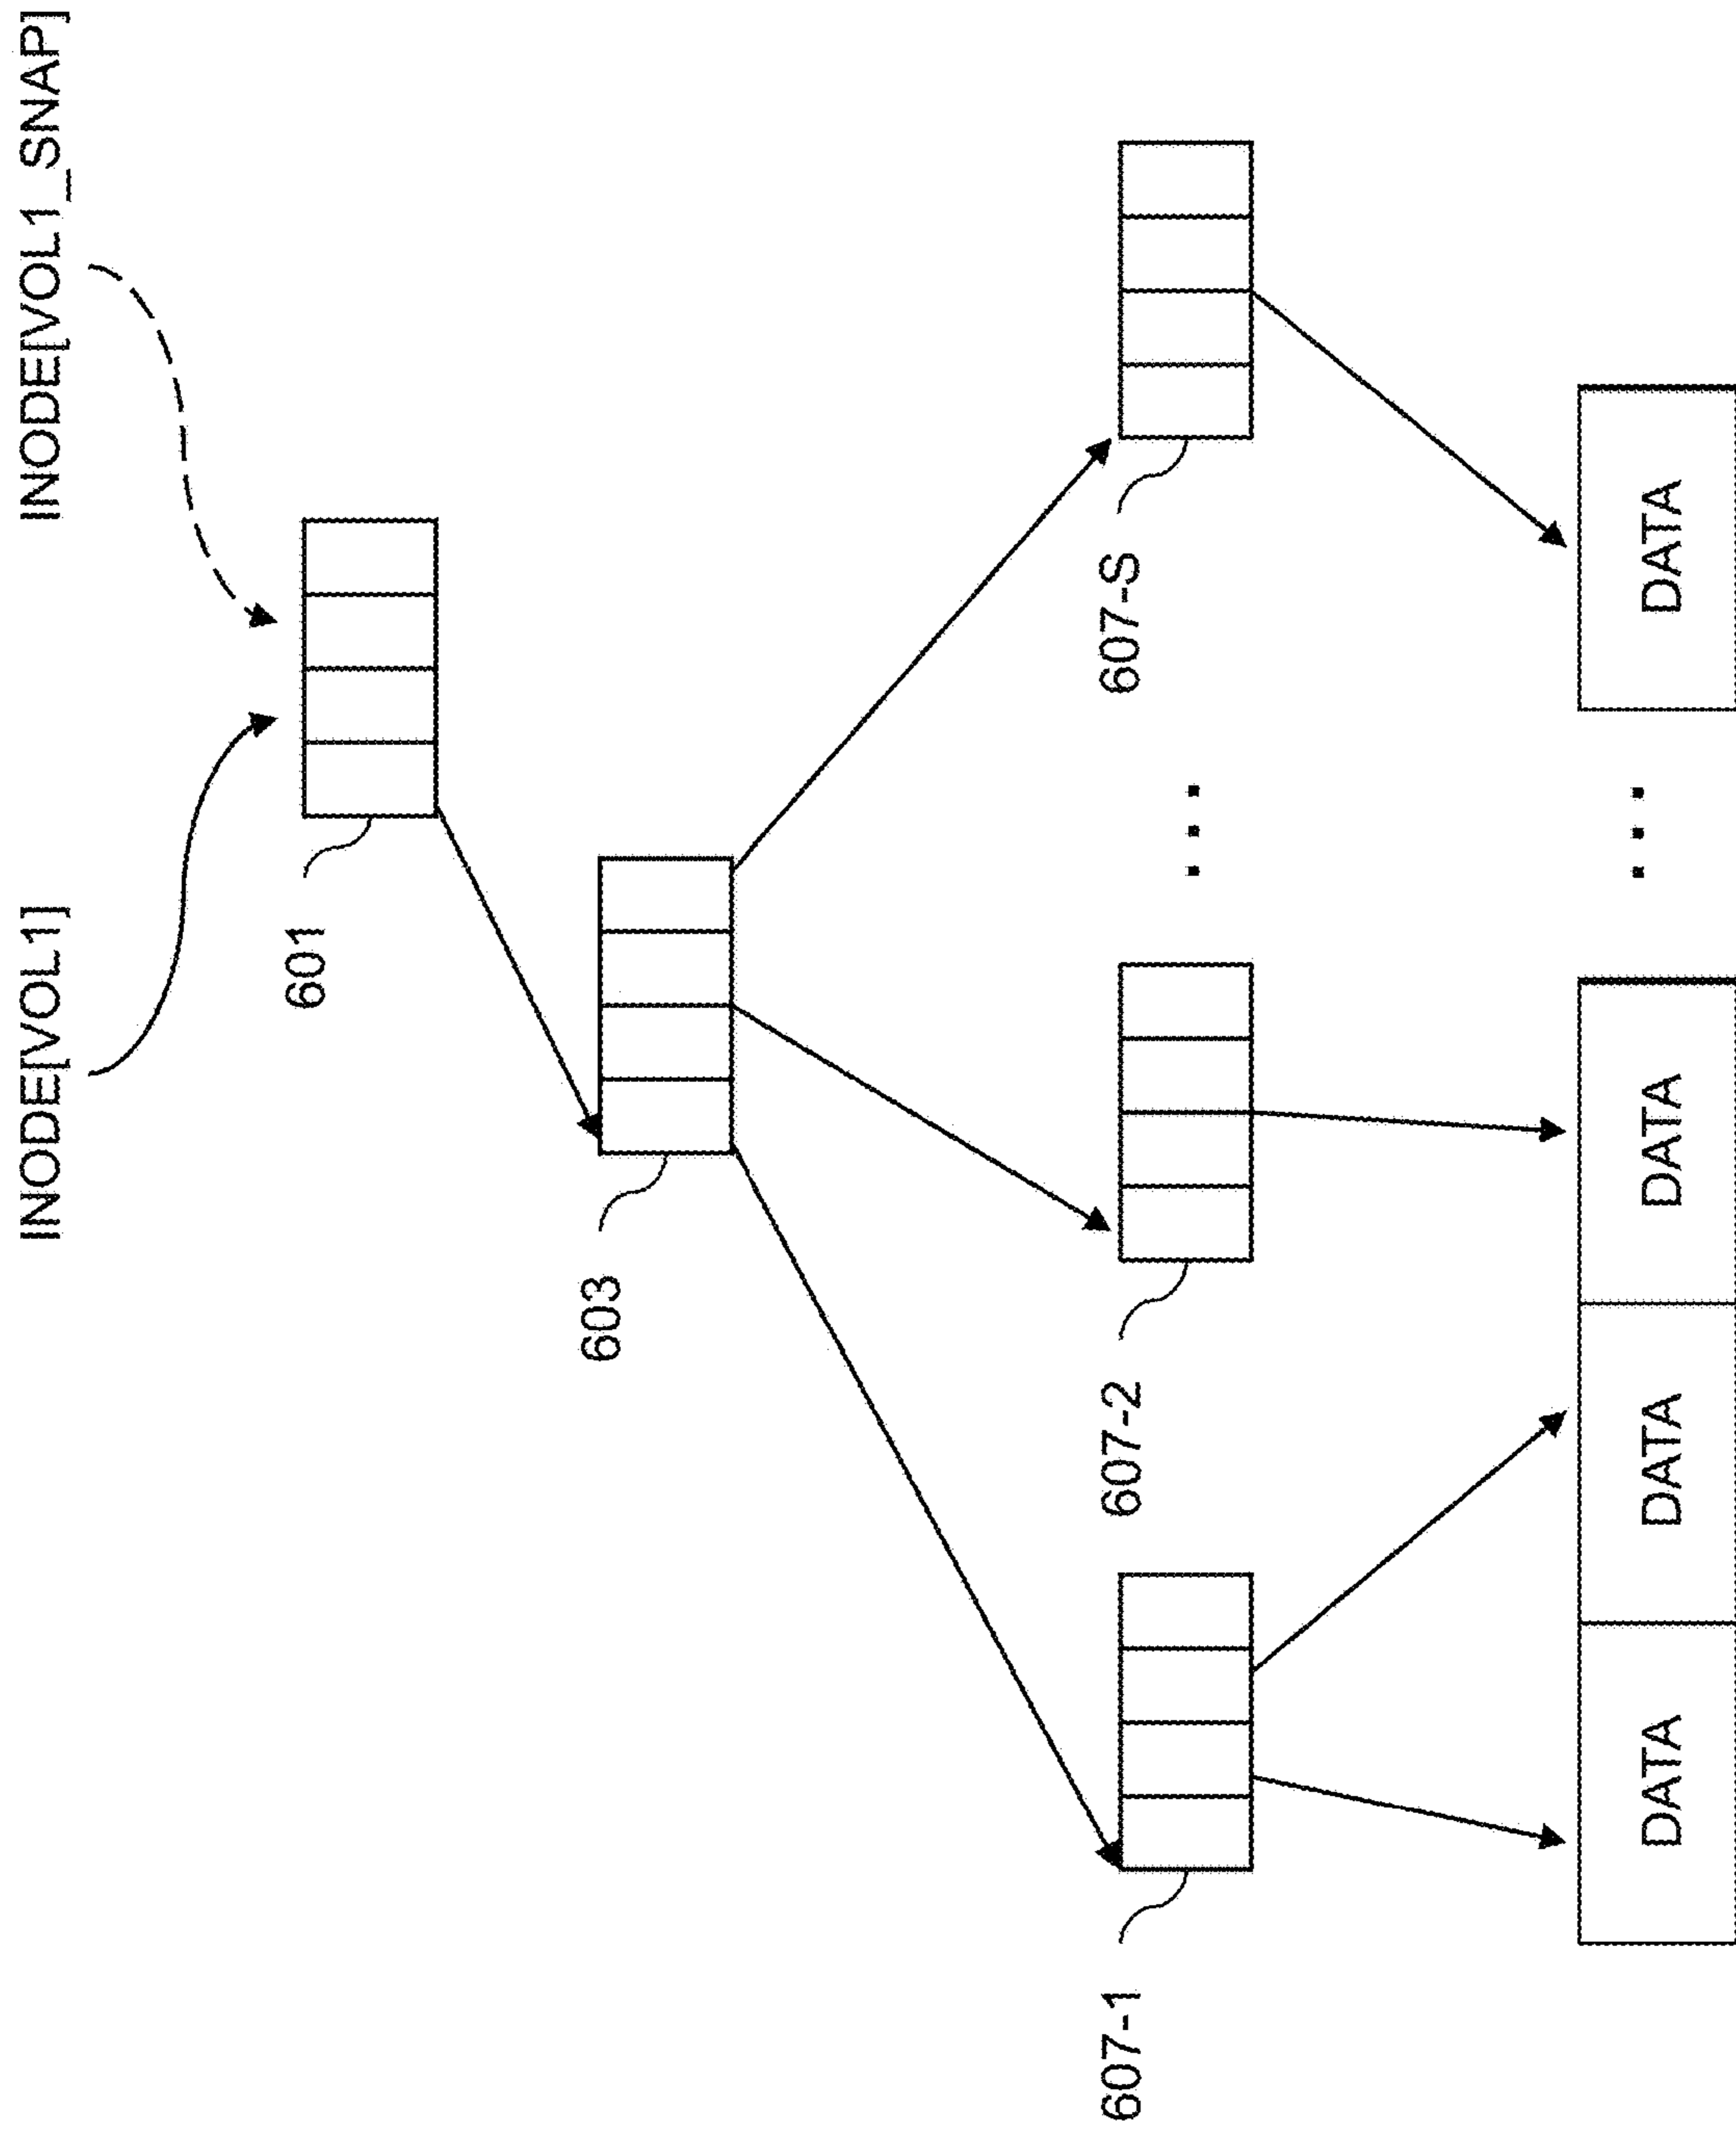 INODE[VOL1]
INODE[VOL1_SNAP]
601
603
607-1
607-2
...
607-S
DATA
DATA
DATA
...
DATA